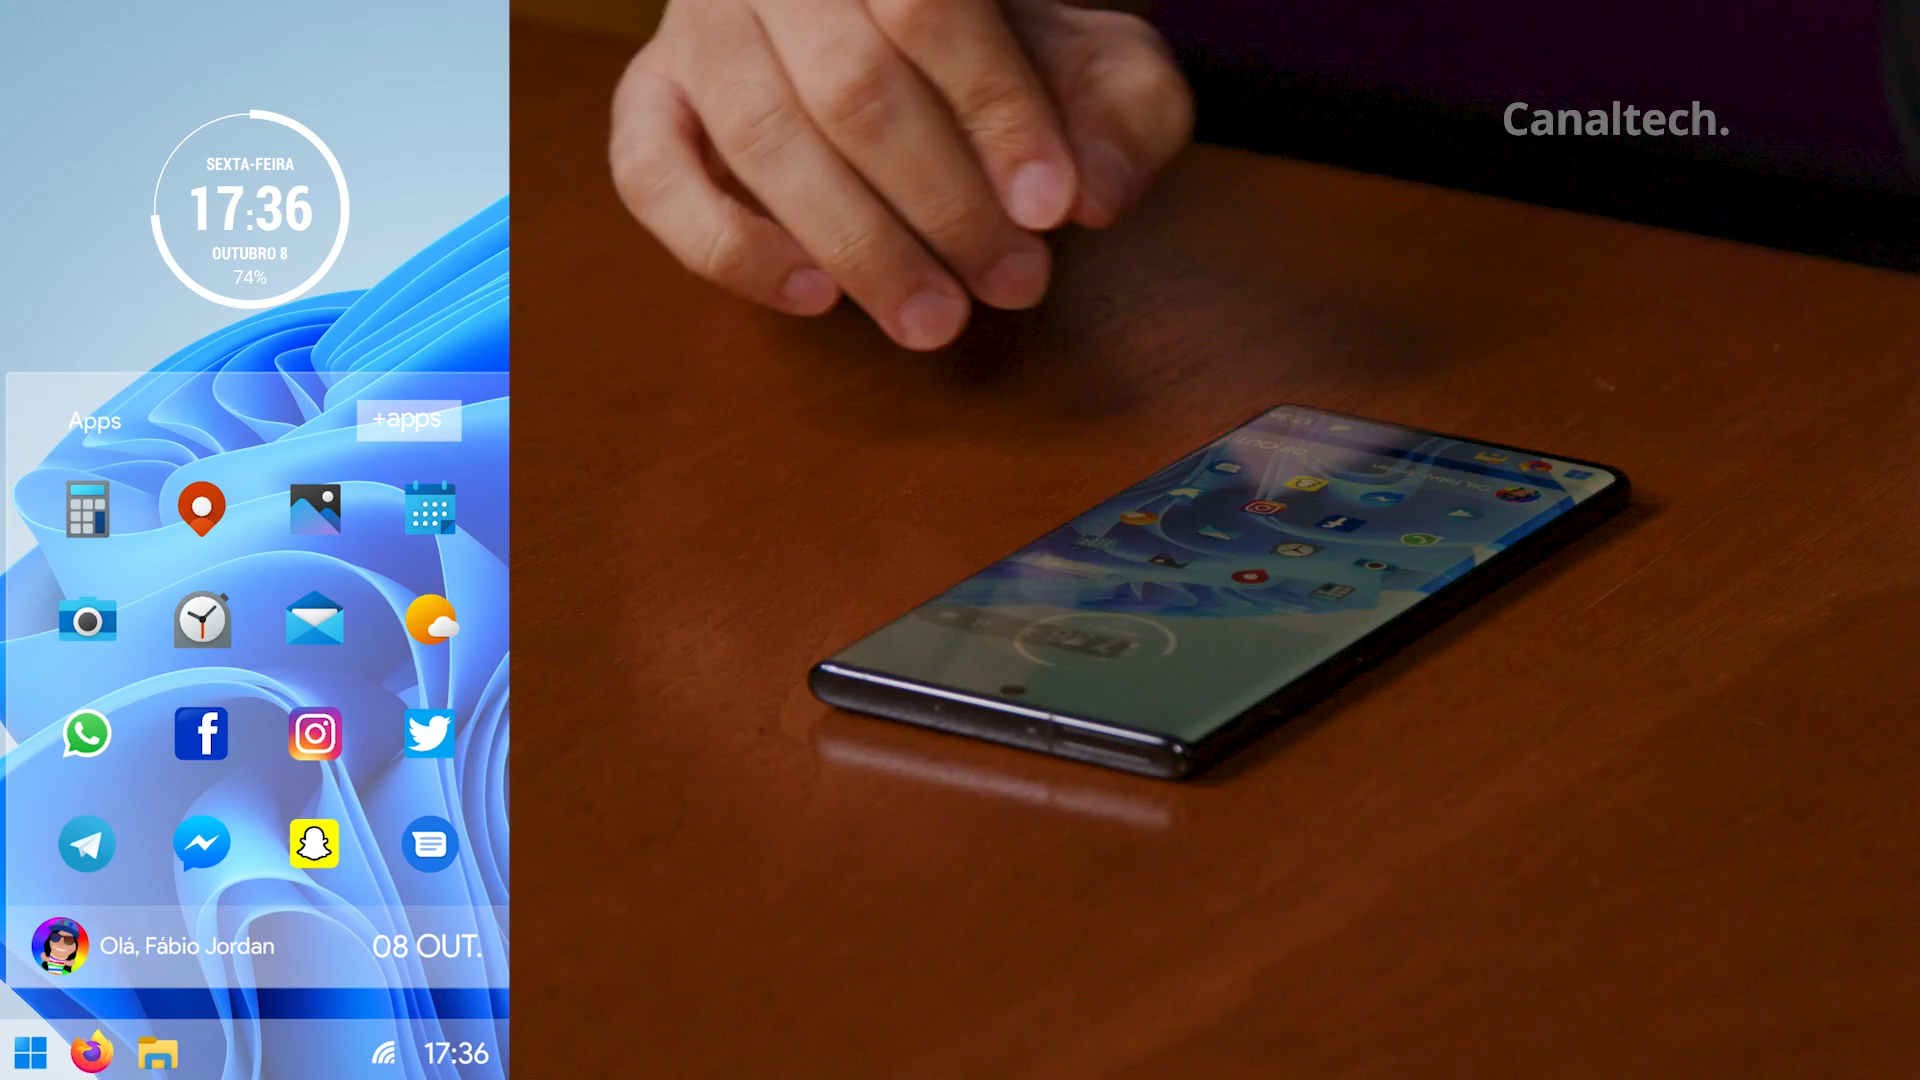 SEXTA-FEIRA
17:36
OUTUBRO 8
74%
Apps
+apps
Olá, Fábio Jordan
08 OUT.
17:36
Canaltech.